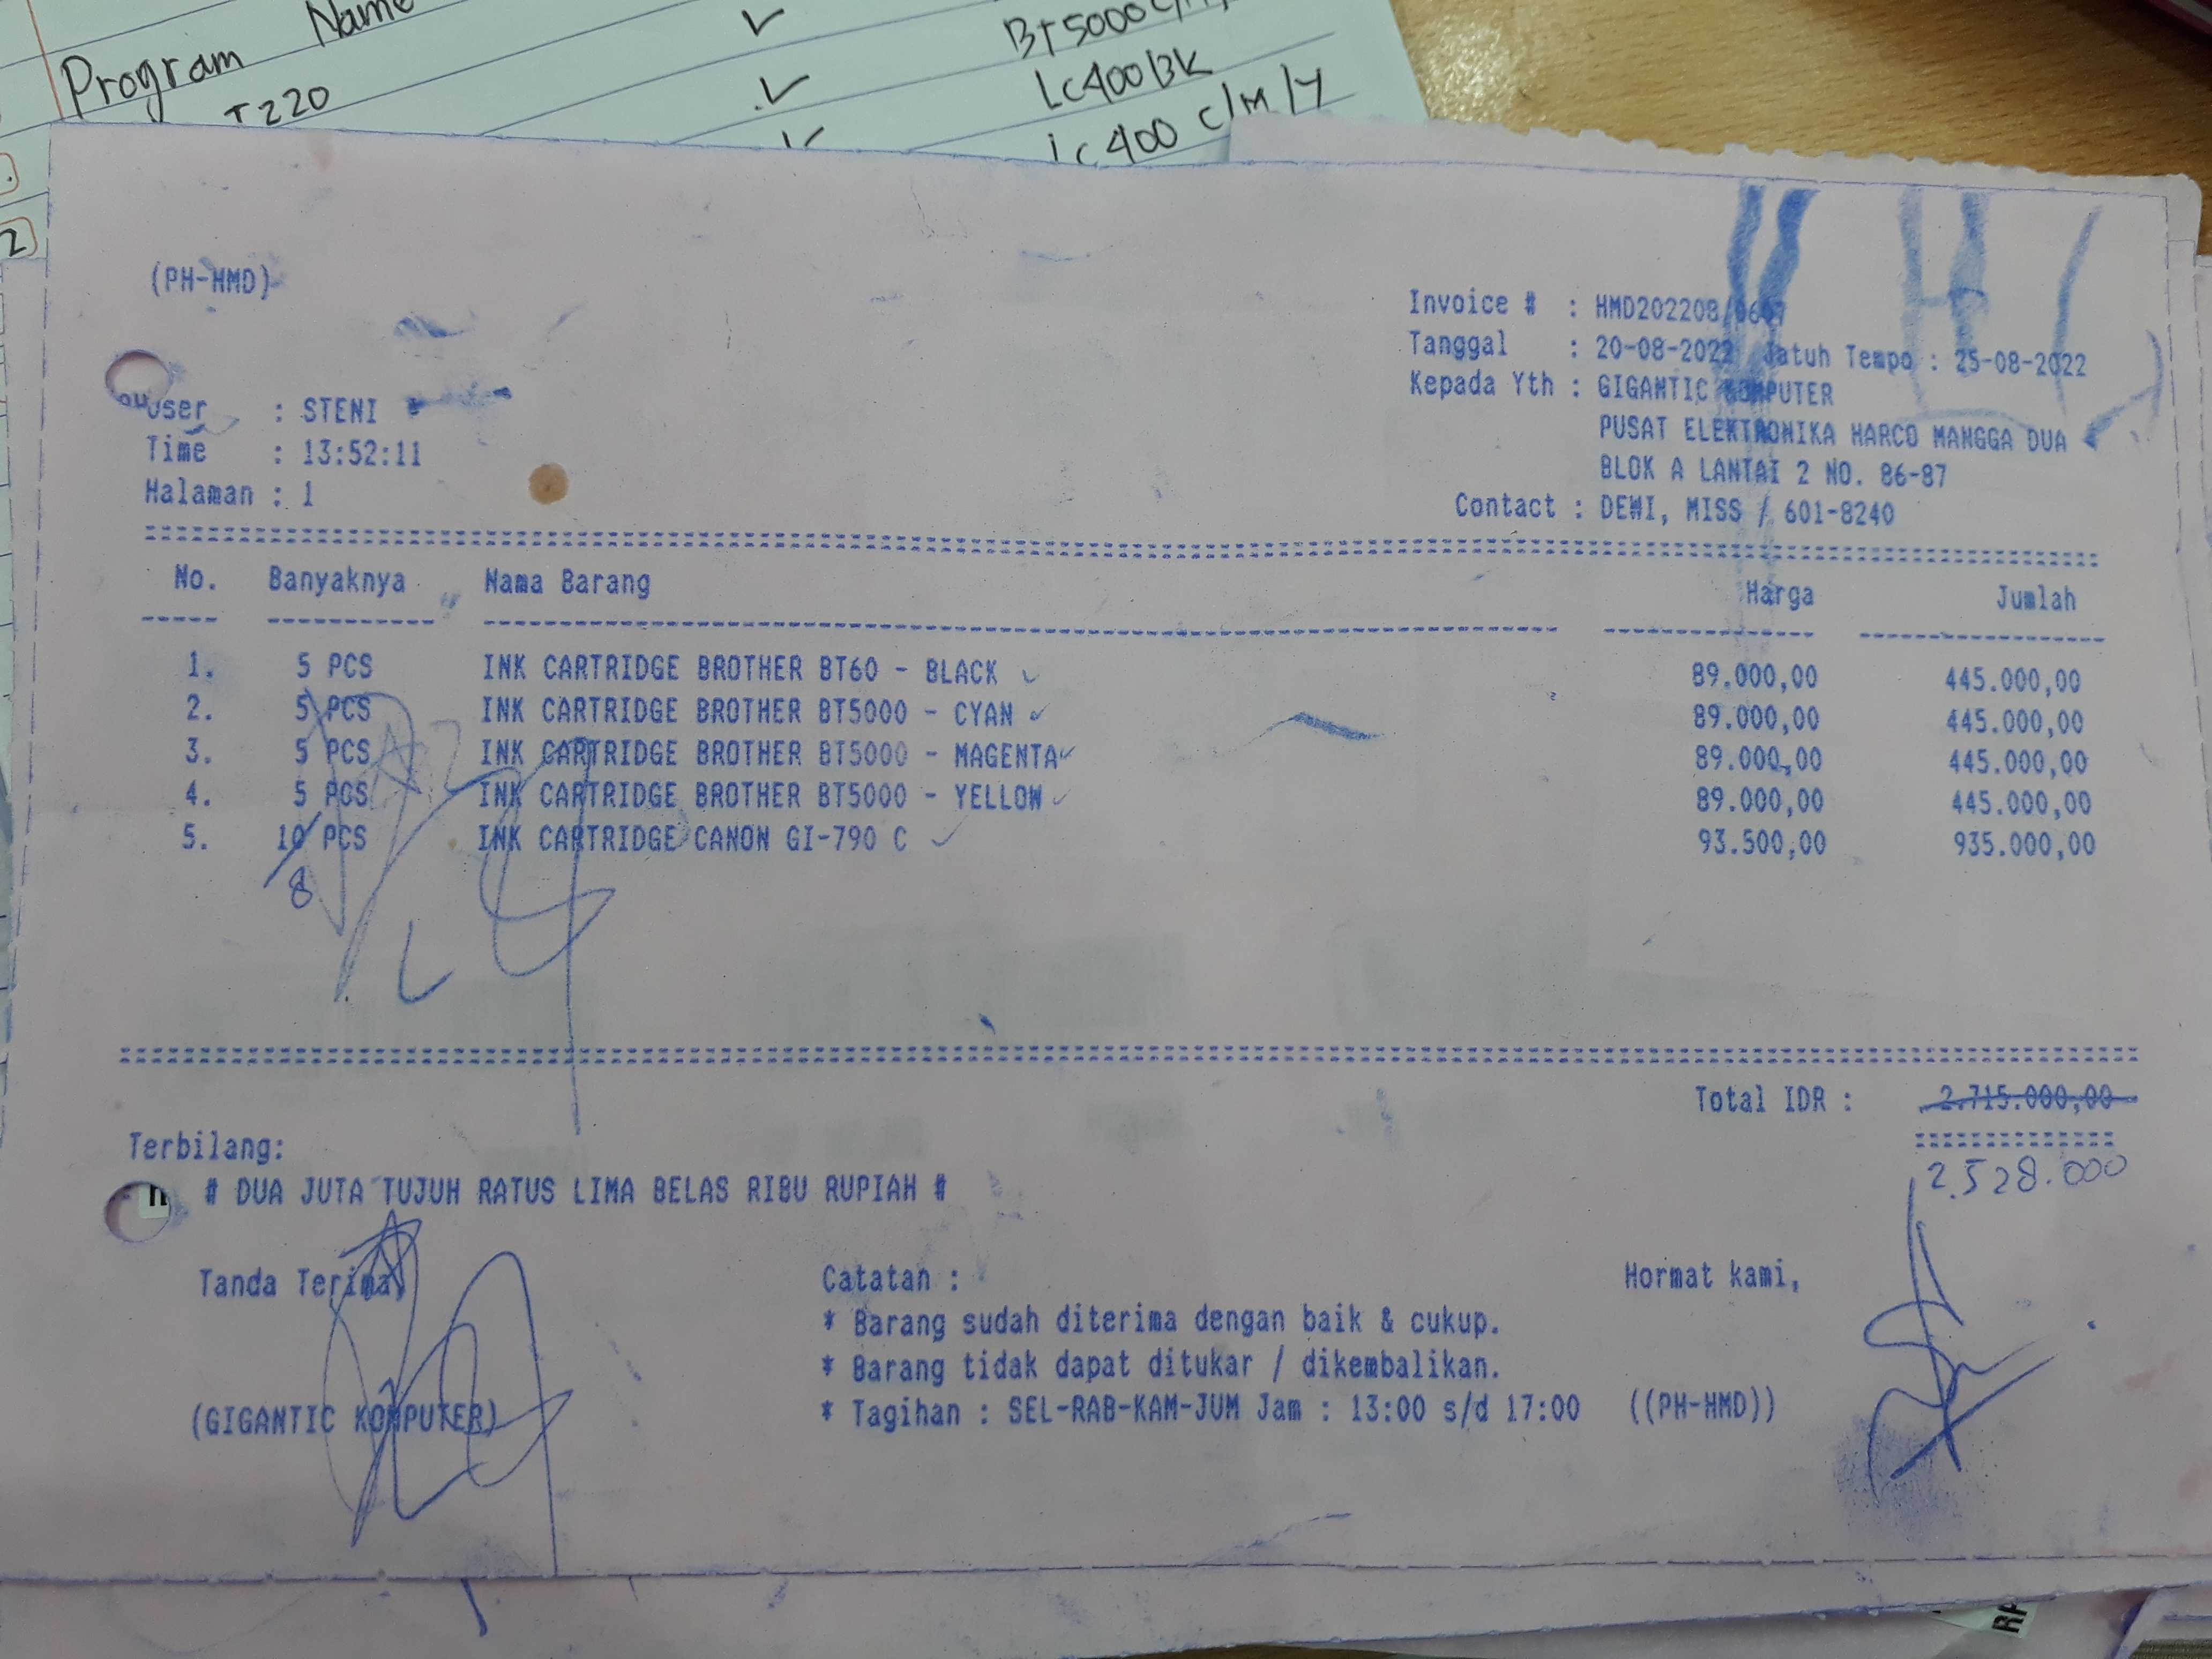 Program Name
T220
BT5000 C/M/
Lc400BK
Lc400 C/M/Y
2
(PH-HMD)
Invoice # : HMD202208/0607
Tanggal : 20-08-2022 Jatuh Tempo : 25-08-2022
Kepada Yth : GIGANTIC KOMPUTER
PUSAT ELEKTRONIKA HARCO MANGGA DUA
BLOK A LANTAI 2 NO. 86-87
Contact : DEWI, MISS / 601-8240
User : STENI
Time : 13:52:11
Halaman : 1
No. Banyaknya Nama Barang Harga Jumlah
1. 5 PCS INK CARTRIDGE BROTHER BT60 - BLACK 89.000,00 445.000,00
2. 5 PCS INK CARTRIDGE BROTHER BT5000 - CYAN 89.000,00 445.000,00
3. 5 PCS INK CARTRIDGE BROTHER BT5000 - MAGENTA 89.000,00 445.000,00
4. 5 PCS INK CARTRIDGE BROTHER BT5000 - YELLOW 89.000,00 445.000,00
5. 10 PCS INK CARTRIDGE CANON GI-790 C 93.500,00 935.000,00
8
Total IDR : 2.715.000,00
2.528.000
Terbilang:
# DUA JUTA TUJUH RATUS LIMA BELAS RIBU RUPIAH #
Tanda Terima,
Catatan :
* Barang sudah diterima dengan baik & cukup.
* Barang tidak dapat ditukar / dikembalikan.
* Tagihan : SEL-RAB-KAM-JUM Jam : 13:00 s/d 17:00
Hormat kami,
(GIGANTIC KOMPUTER)
((PH-HMD))